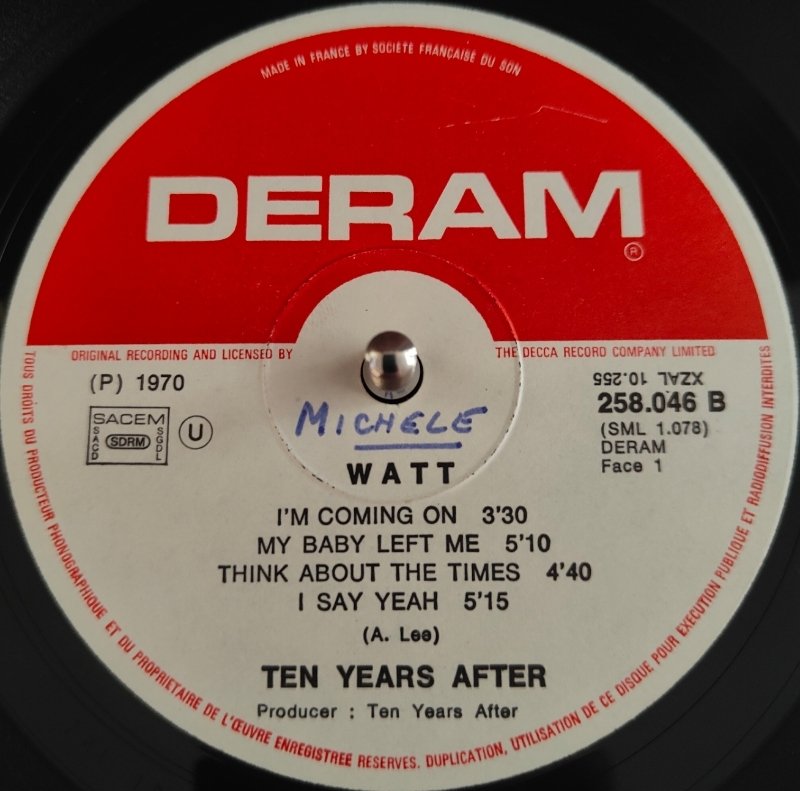 MADE IN FRANCE BY SOCIÉTÉ FRANÇAISE DU SON
DERAM
®
ORIGINAL RECORDING AND LICENSED BY THE DECCA RECORD COMPANY LIMITED
(P) 1970
XZAL 10.255
258.046 B
(SML 1.078)
DERAM
Face 1
SACEM
SACD
SDRM
SGDL
U
MICHELE
WATT
I'M COMING ON 3'30
MY BABY LEFT ME 5'10
THINK ABOUT THE TIMES 4'40
I SAY YEAH 5'15
(A. Lee)
TEN YEARS AFTER
Producer : Ten Years After
TOUS DROITS DU PRODUCTEUR PHONOGRAPHIQUE ET DU PROPRIETAIRE DE L'ŒUVRE ENREGISTREE RESERVES. DUPLICATION, UTILISATION DE CE DISQUE POUR EXECUTION PUBLIQUE ET RADIODIFFUSION INTERDITES